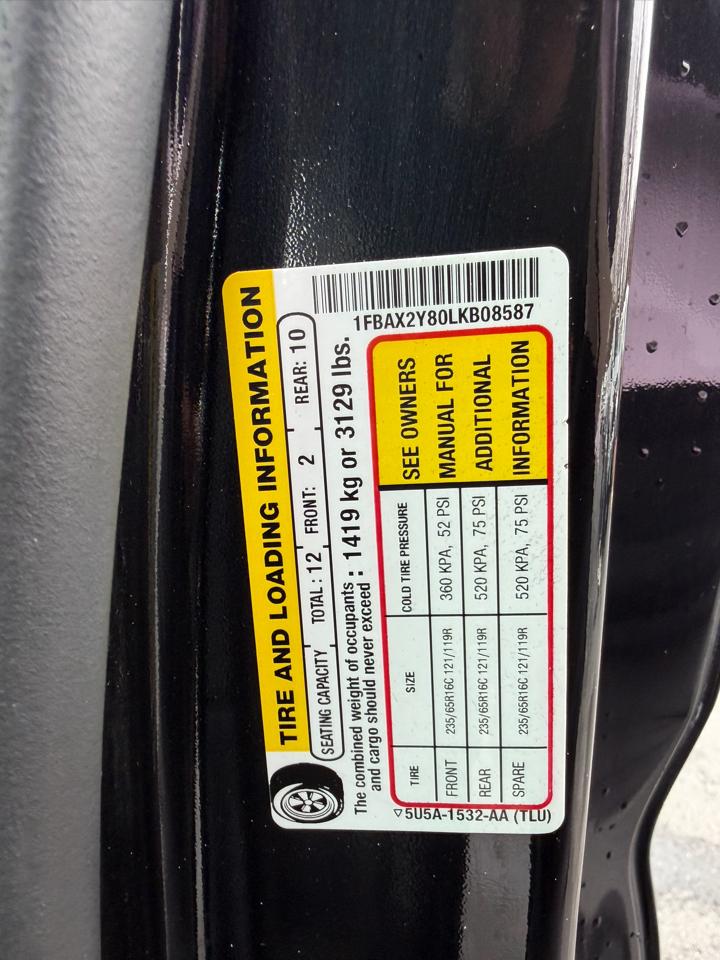 TIRE AND LOADING INFORMATION
SEATING CAPACITY TOTAL : 12 FRONT: 2 REAR: 10
The combined weight of occupants and cargo should never exceed : 1419 kg or 3129 lbs.
1FBAX2Y80LKB08587
TIRE SIZE COLD TIRE PRESSURE SEE OWNERS
FRONT 235/65R16C 121/119R 360 KPA, 52 PSI MANUAL FOR
REAR 235/65R16C 121/119R 520 KPA, 75 PSI ADDITIONAL
SPARE 235/65R16C 121/119R 520 KPA, 75 PSI INFORMATION
5U5A-1532-AA (TLU)